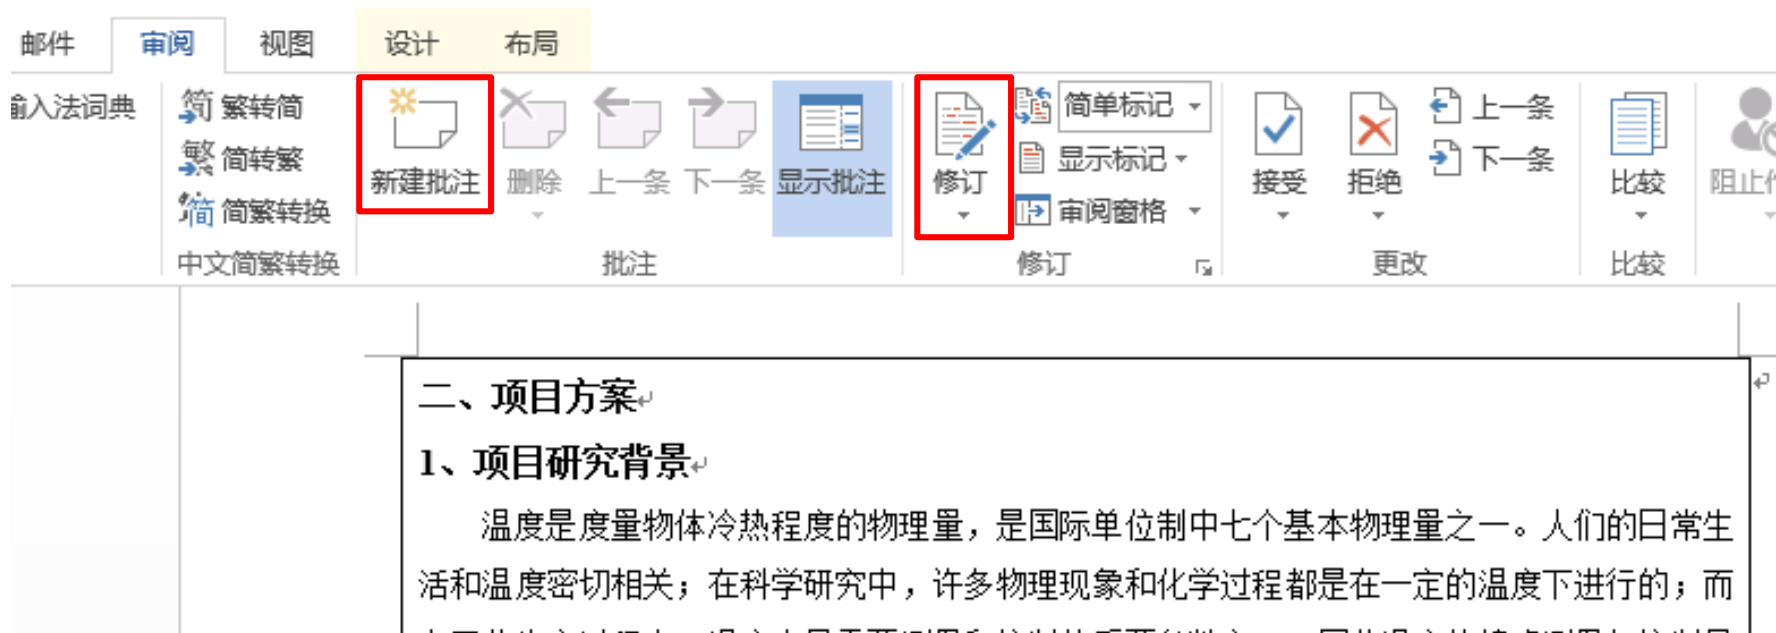 邮件 审阅 视图 设计 布局
输入法词典 繁转简 简转繁 简繁转换 中文简繁转换
新建批注 删除 上一条 下一条 显示批注 批注
修订 简单标记 显示标记 审阅窗格 修订
接受 拒绝 上一条 下一条 更改
比较 比较
阻止
二、项目方案
1、项目研究背景
温度是度量物体冷热程度的物理量，是国际单位制中七个基本物理量之一。人们的日常生
活和温度密切相关；在科学研究中，许多物理现象和化学过程都是在一定的温度下进行的；而